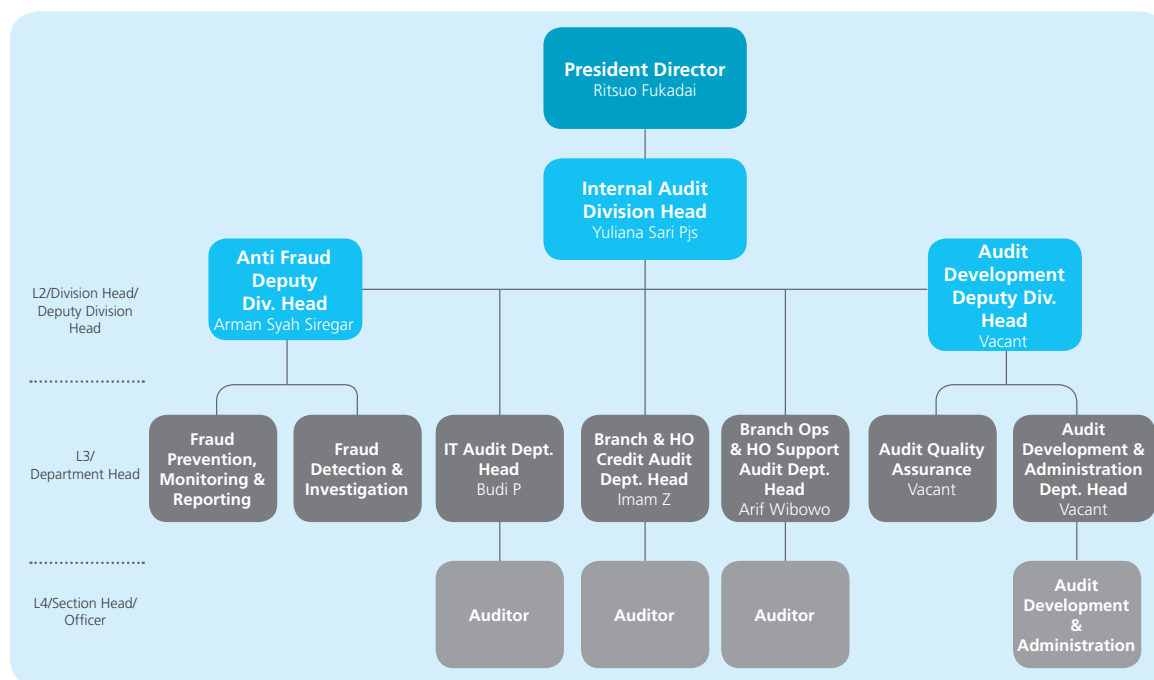 President Director
Ritsuo Fukadai
Internal Audit
Division Head
Yuliana Sari Pjs
Anti Fraud
Deputy
Div. Head
Arman Syah Siregar
Audit
Development
Deputy Div.
Head
Vacant
L2/Division Head/
Deputy Division
Head
L3/
Department Head
Fraud
Prevention,
Monitoring &
Reporting
Fraud
Detection &
Investigation
IT Audit Dept.
Head
Budi P
Branch & HO
Credit Audit
Dept. Head
Imam Z
Branch Ops
& HO Support
Audit Dept.
Head
Arif Wibowo
Audit Quality
Assurance
Vacant
Audit
Development &
Administration
Dept. Head
Vacant
L4/Section Head/
Officer
Auditor
Auditor
Auditor
Audit
Development
&
Administration